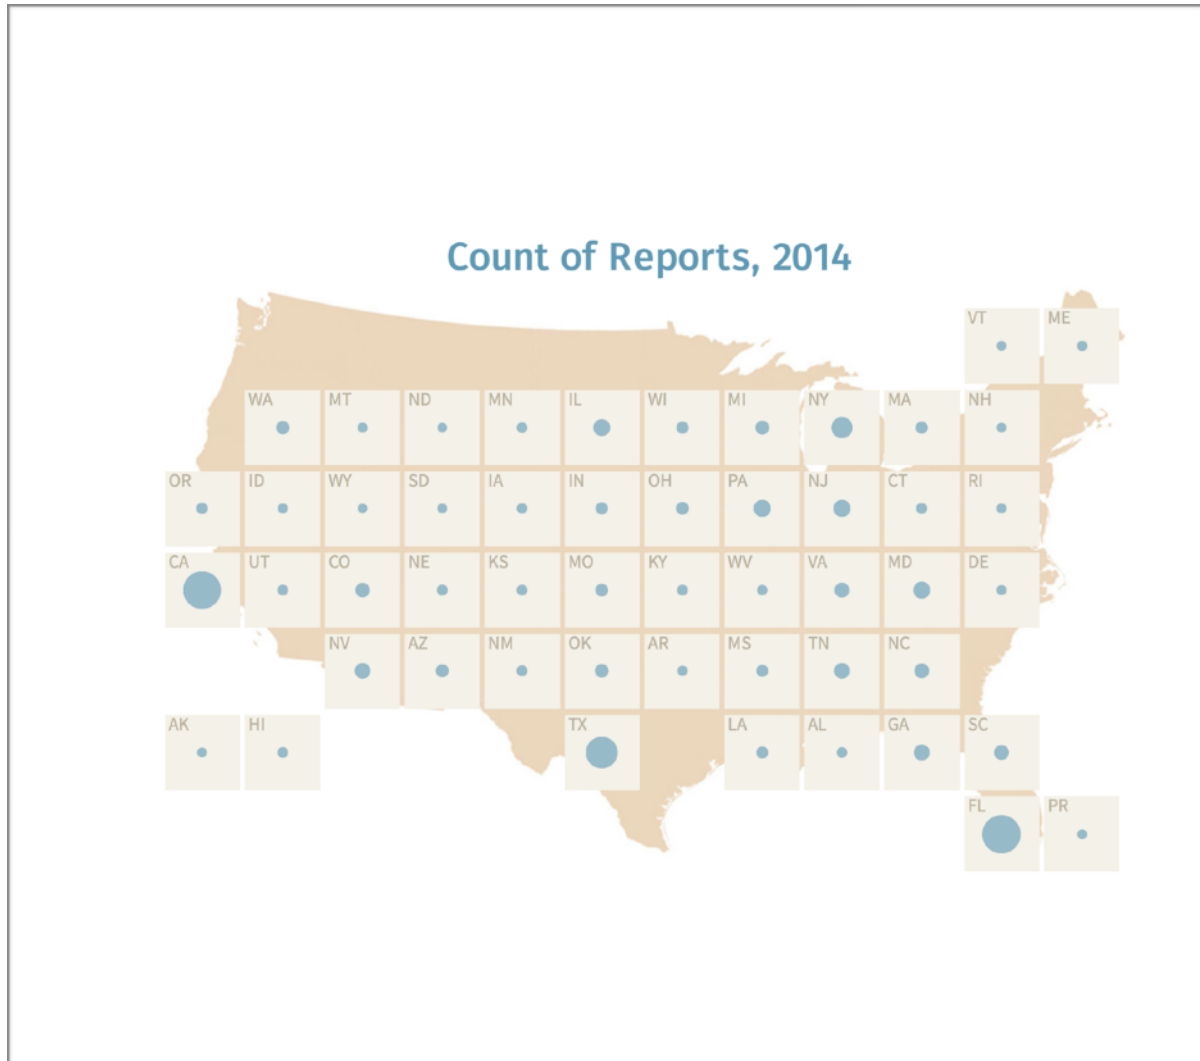 Count of Reports, 2014
VT ME
WA MT ND MN IL WI MI NY MA NH
OR ID WY SD IA IN OH PA NJ CT RI
CA UT CO NE KS MO KY WV VA MD DE
NV AZ NM OK AR MS TN NC
AK HI TX LA AL GA SC
FL PR